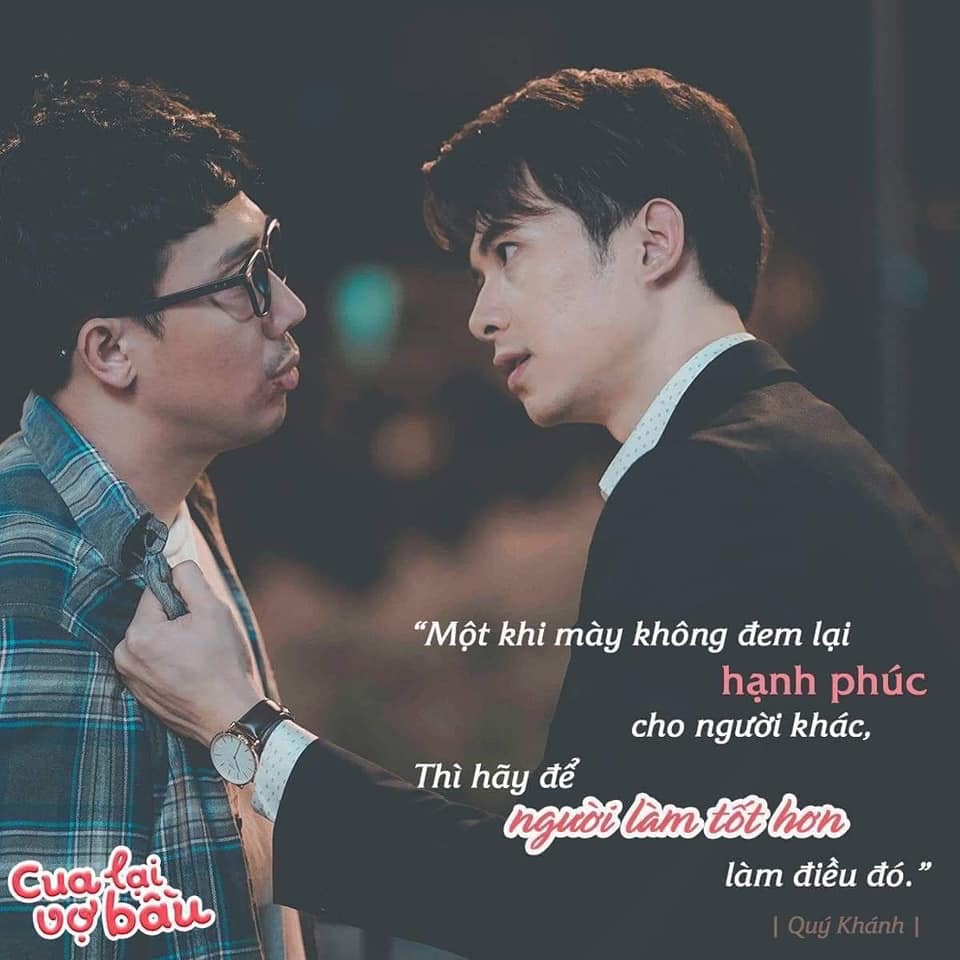 “Một khi mày không đem lại
hạnh phúc
cho người khác,
Thì hãy để
người làm tốt hơn
làm điều đó.”
Cua lại
vợ bầu
| Quý Khánh |